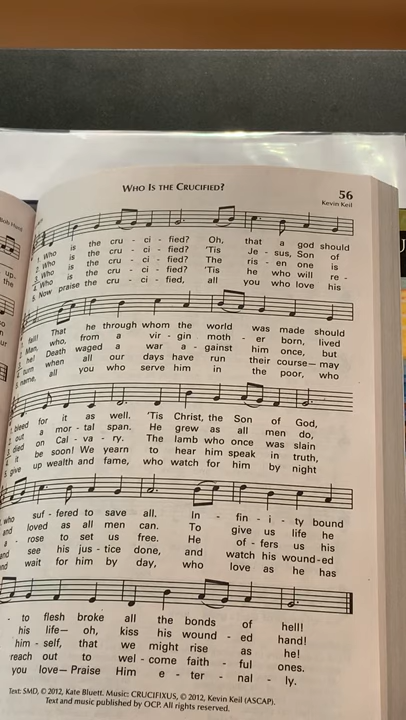 WHO IS THE CRUCIFIED?
56
Kevin Keil
1. Who is the cru - ci - fied? Oh, that a god should
2. Who is the cru - ci - fied? 'Tis Je - sus, Son of
3. Who is the cru - ci - fied? The ris - en one is
4. Who is the cru - ci - fied? 'Tis he who will re -
5. Now praise the cru - ci - fied, all you who love his
fall! That he through whom the world was made should
Man, who, from a vir - gin moth - er born, lived
he! Death waged a war a - gainst him once, but
turn when all our days have run their course— may
name, all you who serve him in the poor, who
bleed for it as well. 'Tis Christ, the Son of God,
out a mor - tal span. He grew as all men do,
died on Cal - va - ry. The lamb who once was slain
it be soon! We yearn to hear him speak in truth,
give up wealth and fame, who watch for him by night
who suf - fered to save all. In - fin - i - ty bound
and loved as all men can. To give us life he
a - rose to set us free. He of - fers us his
and see his jus - tice done, and watch his wound-ed
and wait for him by day, who love as he has
- to flesh broke all the bonds of hell!
his life— oh, kiss his wound - ed hand!
him - self, that we might rise as he!
reach out to wel - come faith - ful ones.
you love— Praise Him e - ter - nal - ly.
Text: SMD, © 2012, Kate Bluett. Music: CRUCIFIXUS, © 2012, Kevin Keil (ASCAP).
Text and music published by OCP. All rights reserved.